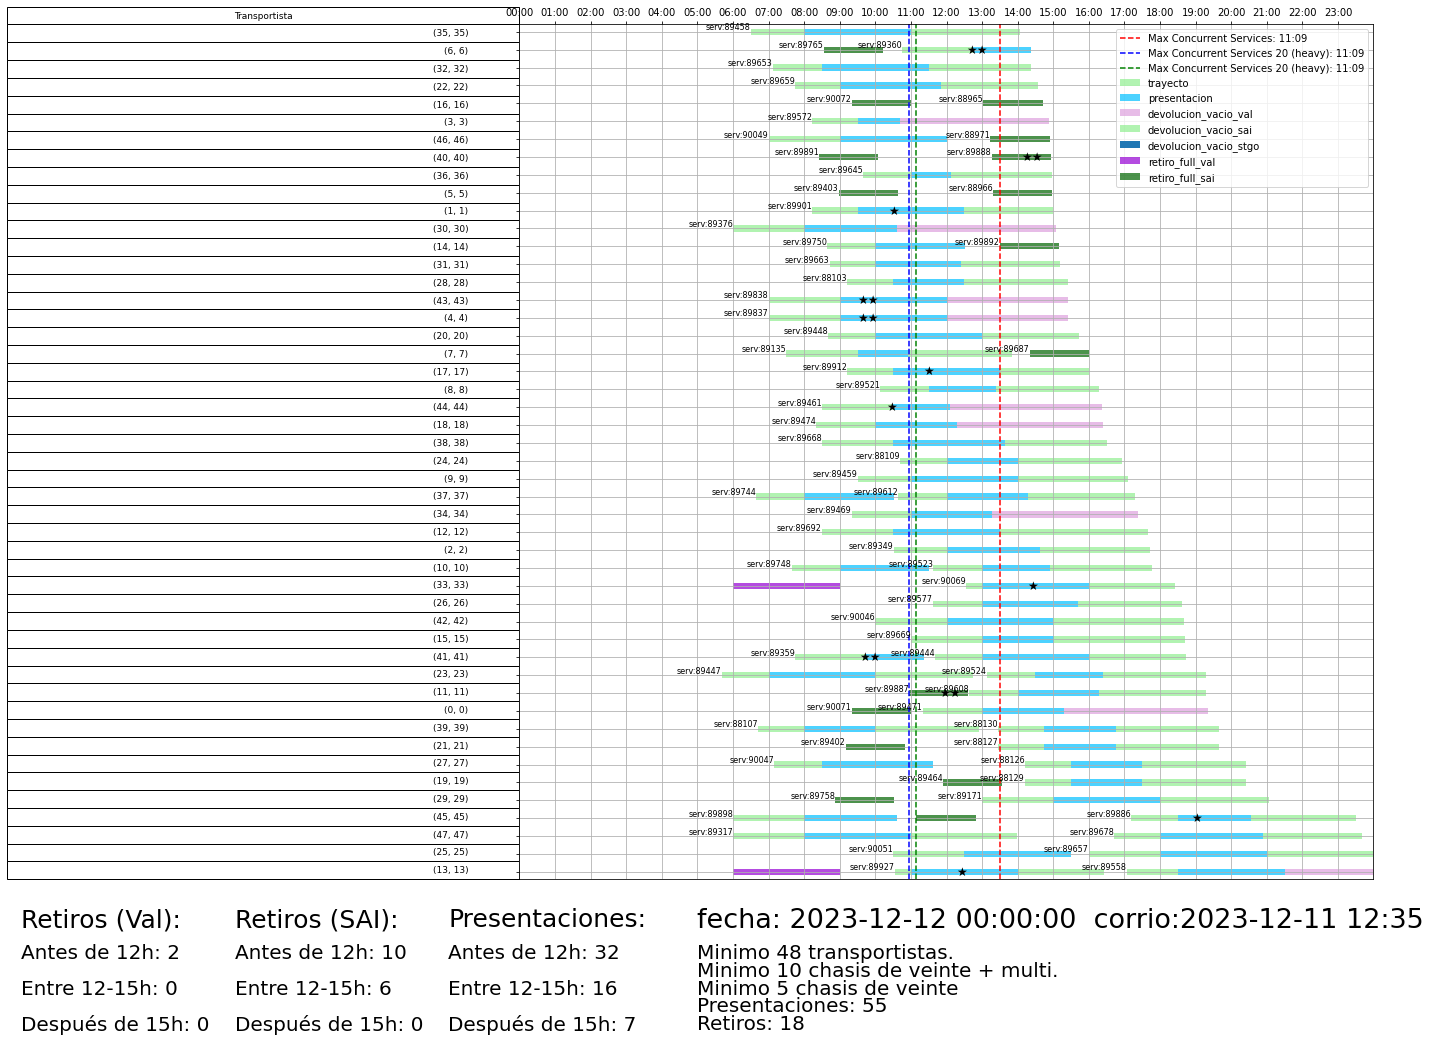 Transportista
00:00 01:00 02:00 03:00 04:00 05:00 06:00 07:00 08:00 09:00 10:00 11:00 12:00 13:00 14:00 15:00 16:00 17:00 18:00 19:00 20:00 21:00 22:00 23:00
Max Concurrent Services: 11:09
Max Concurrent Services 20 (heavy): 11:09
Max Concurrent Services 20 (heavy): 11:09
trayecto
presentacion
devolucion_vacio_val
devolucion_vacio_sai
devolucion_vacio_stgo
retiro_full_val
retiro_full_sai
(35, 35) serv:89458
(6, 6) serv:89765 serv:89360
(32, 32) serv:89653
(22, 22) serv:89659
(16, 16) serv:90072 serv:88965
(3, 3) serv:89572
(46, 46) serv:90049 serv:88971
(40, 40) serv:89891 serv:89888
(36, 36) serv:89645
(5, 5) serv:89403 serv:88966
(1, 1) serv:89901
(30, 30) serv:89376
(14, 14) serv:89750 serv:89892
(31, 31) serv:89663
(28, 28) serv:88103
(43, 43) serv:89838
(4, 4) serv:89837
(20, 20) serv:89448
(7, 7) serv:89135 serv:89687
(17, 17) serv:89912
(8, 8) serv:89521
(44, 44) serv:89461
(18, 18) serv:89474
(38, 38) serv:89668
(24, 24) serv:88109
(9, 9) serv:89459
(37, 37) serv:89744 serv:89612
(34, 34) serv:89469
(12, 12) serv:89692
(2, 2) serv:89349
(10, 10) serv:89748 serv:89523
(33, 33) serv:90069
(26, 26) serv:89577
(42, 42) serv:90046
(15, 15) serv:89669
(41, 41) serv:89359 serv:89444
(23, 23) serv:89447 serv:89524
(11, 11) serv:89887 serv:89608
(0, 0) serv:90071 serv:89471
(39, 39) serv:88107 serv:88130
(21, 21) serv:89402 serv:88127
(27, 27) serv:90047 serv:88126
(19, 19) serv:89464 serv:88129
(29, 29) serv:89758 serv:89171
(45, 45) serv:89898 serv:89886
(47, 47) serv:89317 serv:89678
(25, 25) serv:90051 serv:89657
(13, 13) serv:89927 serv:89558
Retiros (Val):
Antes de 12h: 2
Entre 12-15h: 0
Después de 15h: 0
Retiros (SAI):
Antes de 12h: 10
Entre 12-15h: 6
Después de 15h: 0
Presentaciones:
Antes de 12h: 32
Entre 12-15h: 16
Después de 15h: 7
fecha: 2023-12-12 00:00:00 corrio:2023-12-11 12:35
Minimo 48 transportistas.
Minimo 10 chasis de veinte + multi.
Minimo 5 chasis de veinte
Presentaciones: 55
Retiros: 18